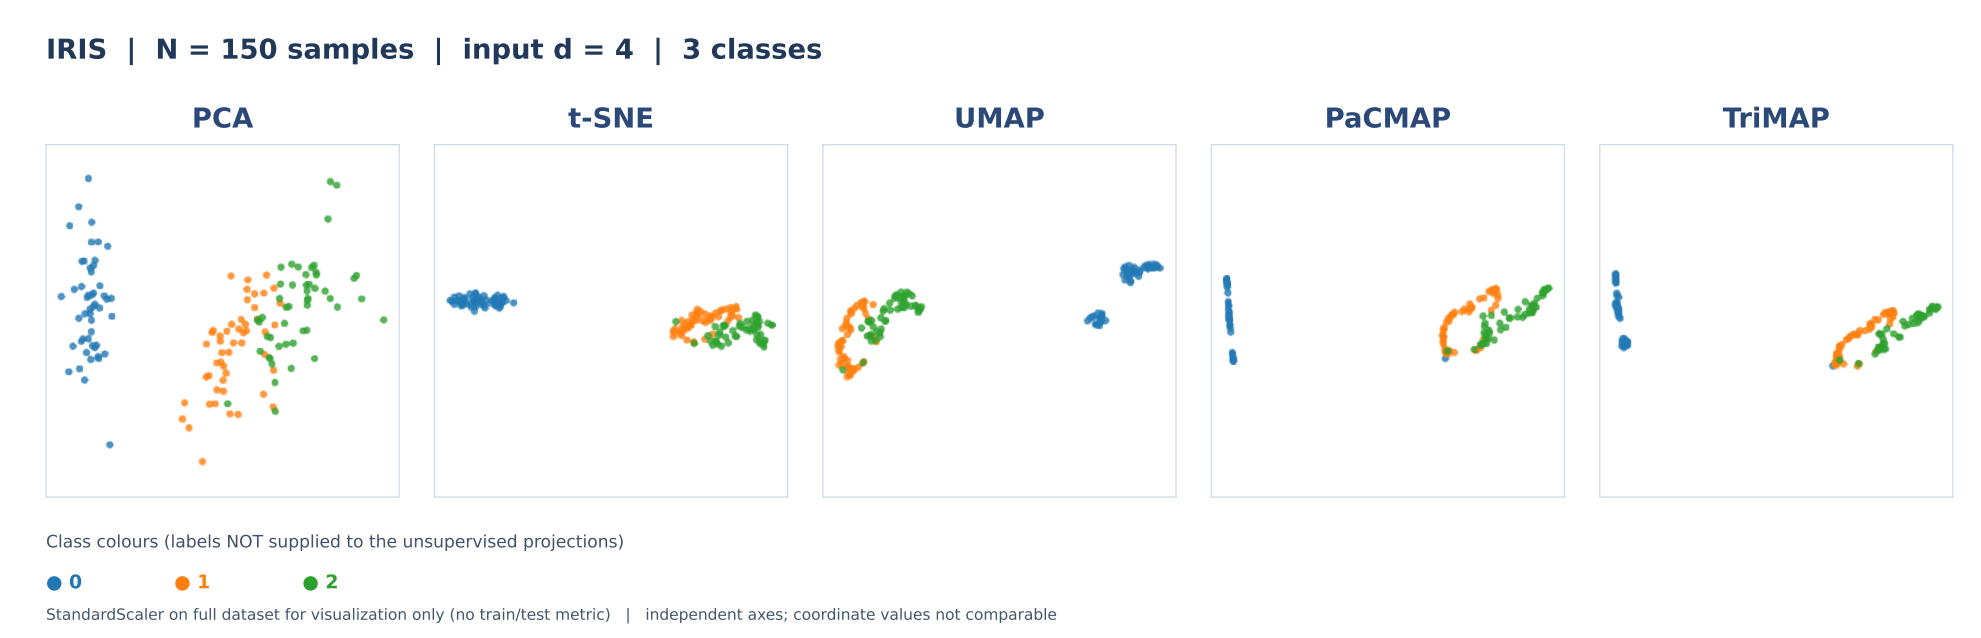 IRIS | N = 150 samples | input d = 4 | 3 classes
PCA t-SNE UMAP PaCMAP TriMAP
Class colours (labels NOT supplied to the unsupervised projections)
0 1 2
StandardScaler on full dataset for visualization only (no train/test metric) | independent axes; coordinate values not comparable